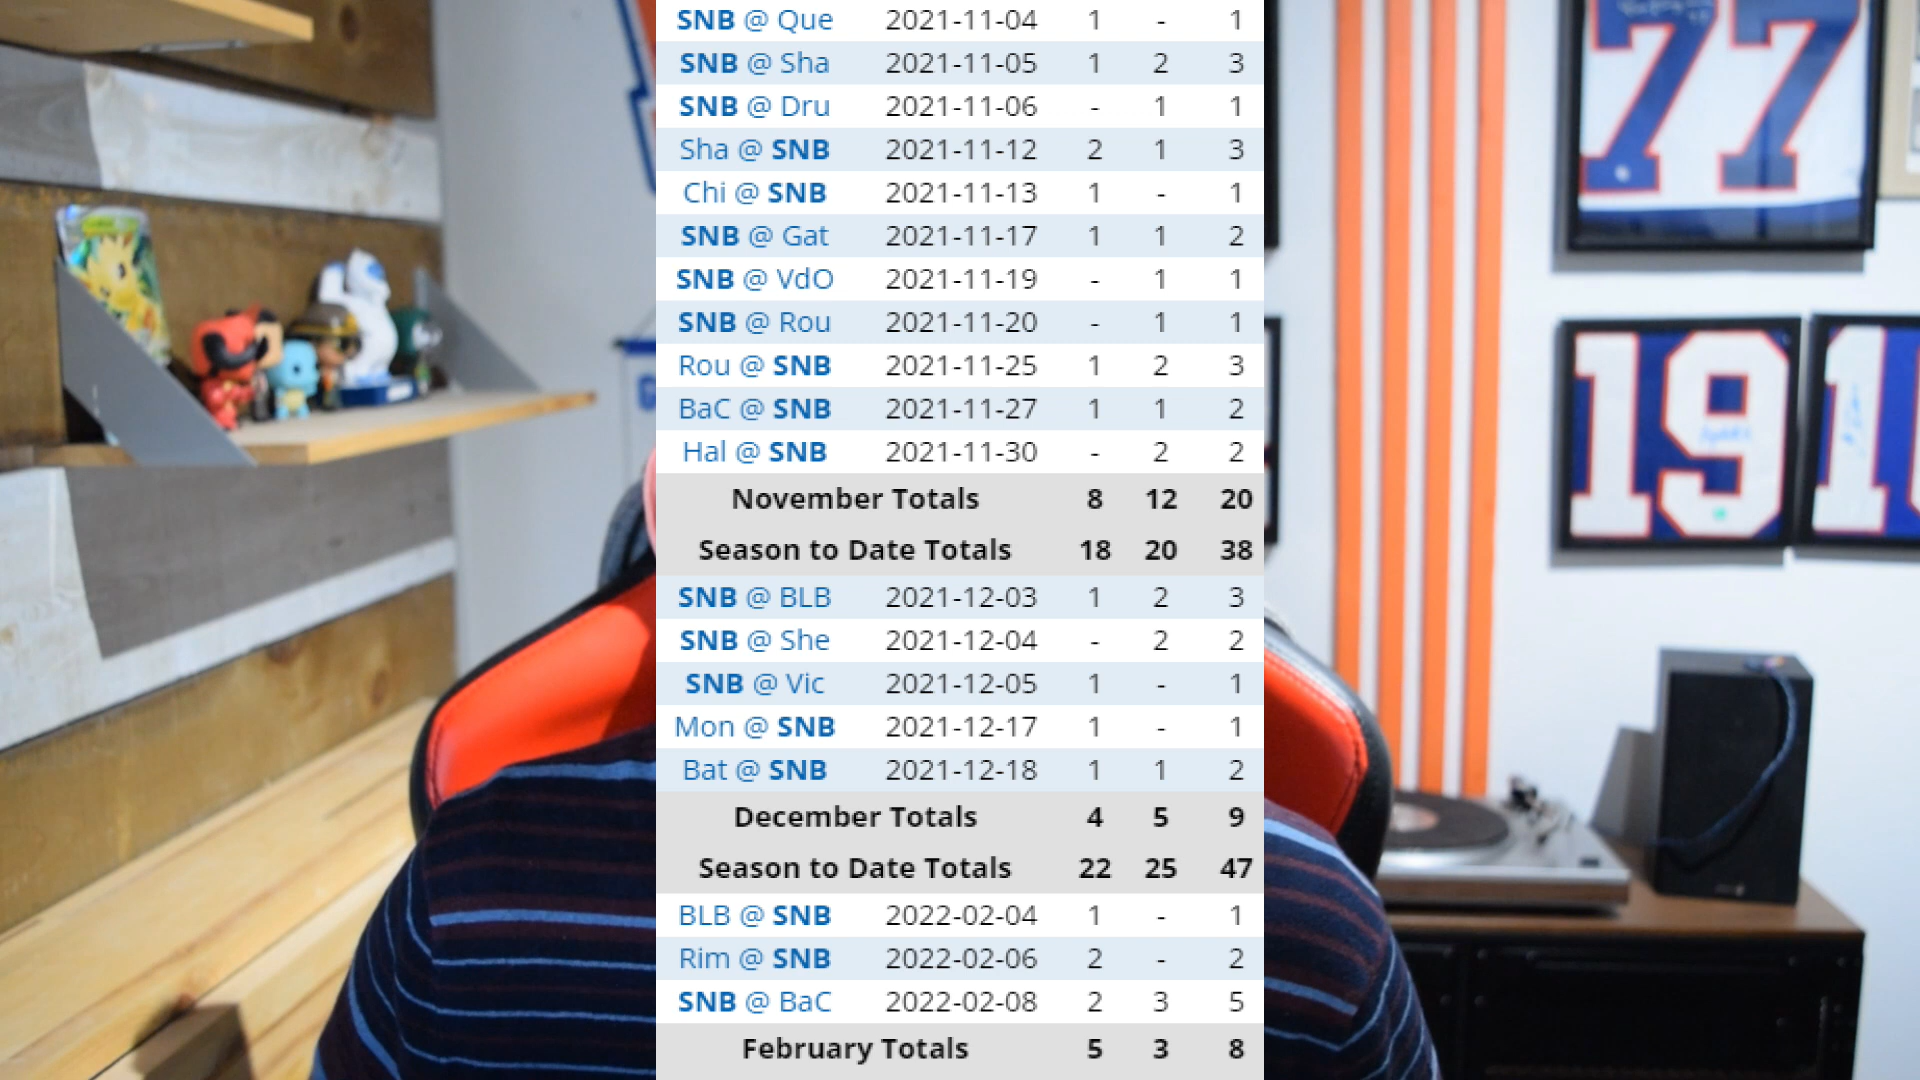 SNB @ Que 2021-11-04 1 - 1
SNB @ Sha 2021-11-05 1 2 3
SNB @ Dru 2021-11-06 - 1 1
Sha @ SNB 2021-11-12 2 1 3
Chi @ SNB 2021-11-13 1 - 1
SNB @ Gat 2021-11-17 1 1 2
SNB @ VdO 2021-11-19 - 1 1
SNB @ Rou 2021-11-20 - 1 1
Rou @ SNB 2021-11-25 1 2 3
BaC @ SNB 2021-11-27 1 1 2
Hal @ SNB 2021-11-30 - 2 2
November Totals 8 12 20
Season to Date Totals 18 20 38
SNB @ BLB 2021-12-03 1 2 3
SNB @ She 2021-12-04 - 2 2
SNB @ Vic 2021-12-05 1 - 1
Mon @ SNB 2021-12-17 1 - 1
Bat @ SNB 2021-12-18 1 1 2
December Totals 4 5 9
Season to Date Totals 22 25 47
BLB @ SNB 2022-02-04 1 - 1
Rim @ SNB 2022-02-06 2 - 2
SNB @ BaC 2022-02-08 2 3 5
February Totals 5 3 8
77
19